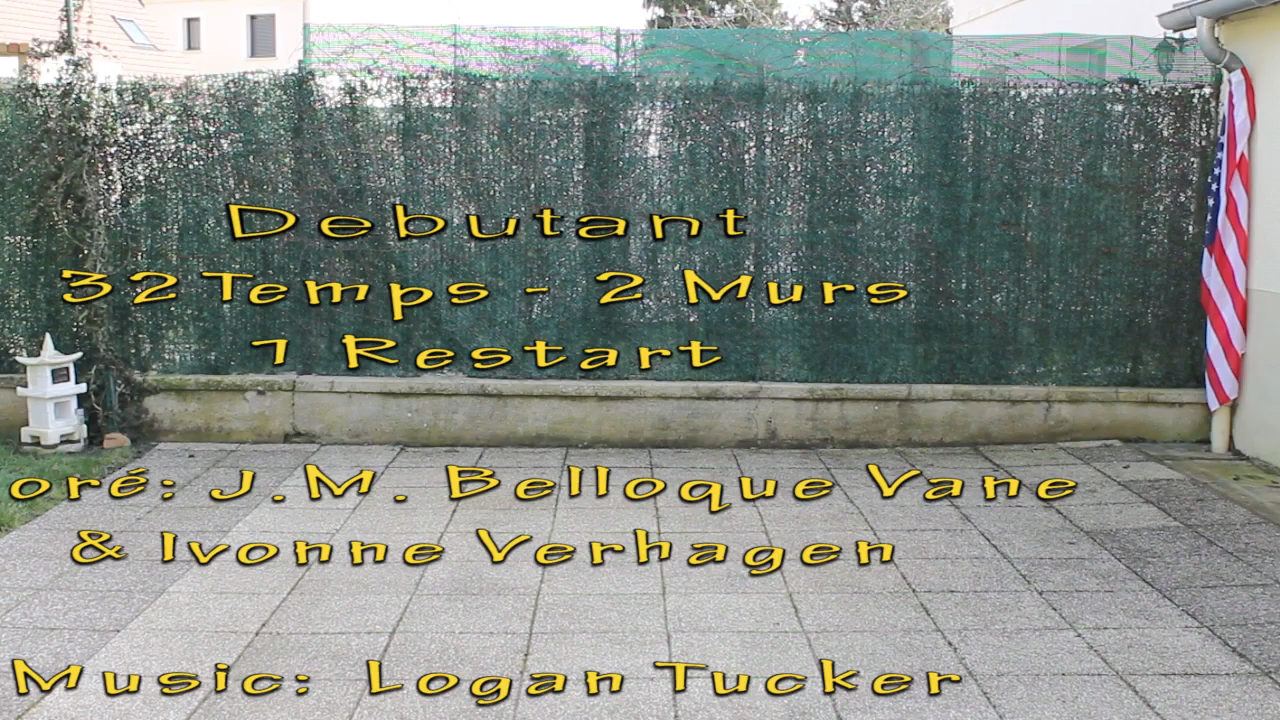 Debutant
32 Temps - 2 Murs
1 Restart
oré: J.M. Belloque Vane
& Ivonne Verhagen
Music: Logan Tucker